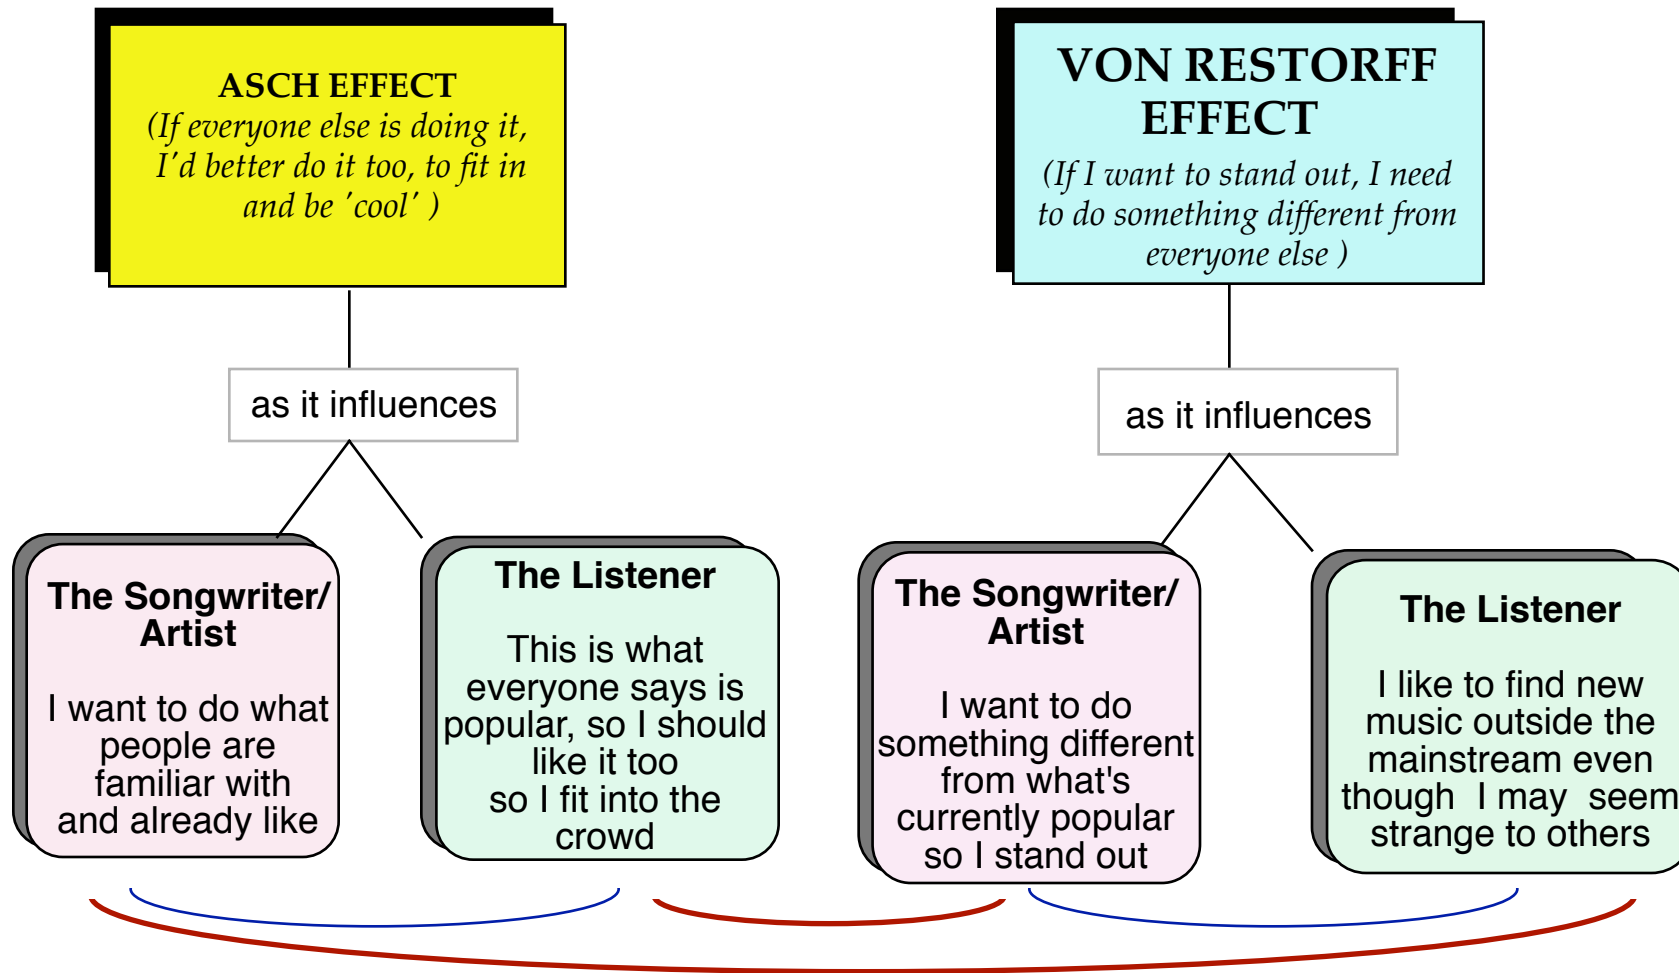 ASCH EFFECT
(If everyone else is doing it,
I'd better do it too, to fit in
and be 'cool' )
as it influences
The Songwriter/
Artist
I want to do what
people are
familiar with
and already like
The Listener
This is what
everyone says is
popular, so I should
like it too
so I fit into the
crowd
VON RESTORFF
EFFECT
(If I want to stand out, I need
to do something different from
everyone else )
as it influences
The Songwriter/
Artist
I want to do
something different
from what's
currently popular
so I stand out
The Listener
I like to find new
music outside the
mainstream even
though I may seem
strange to others